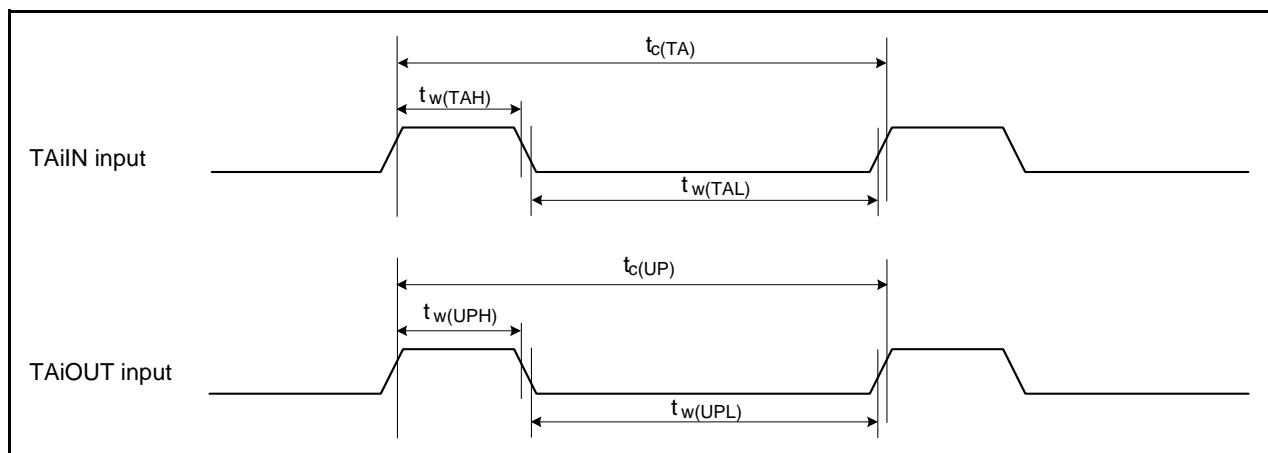 tc(TA)
tw(TAH)
TAiIN input
tw(TAL)
tc(UP)
tw(UPH)
TAiOUT input
tw(UPL)